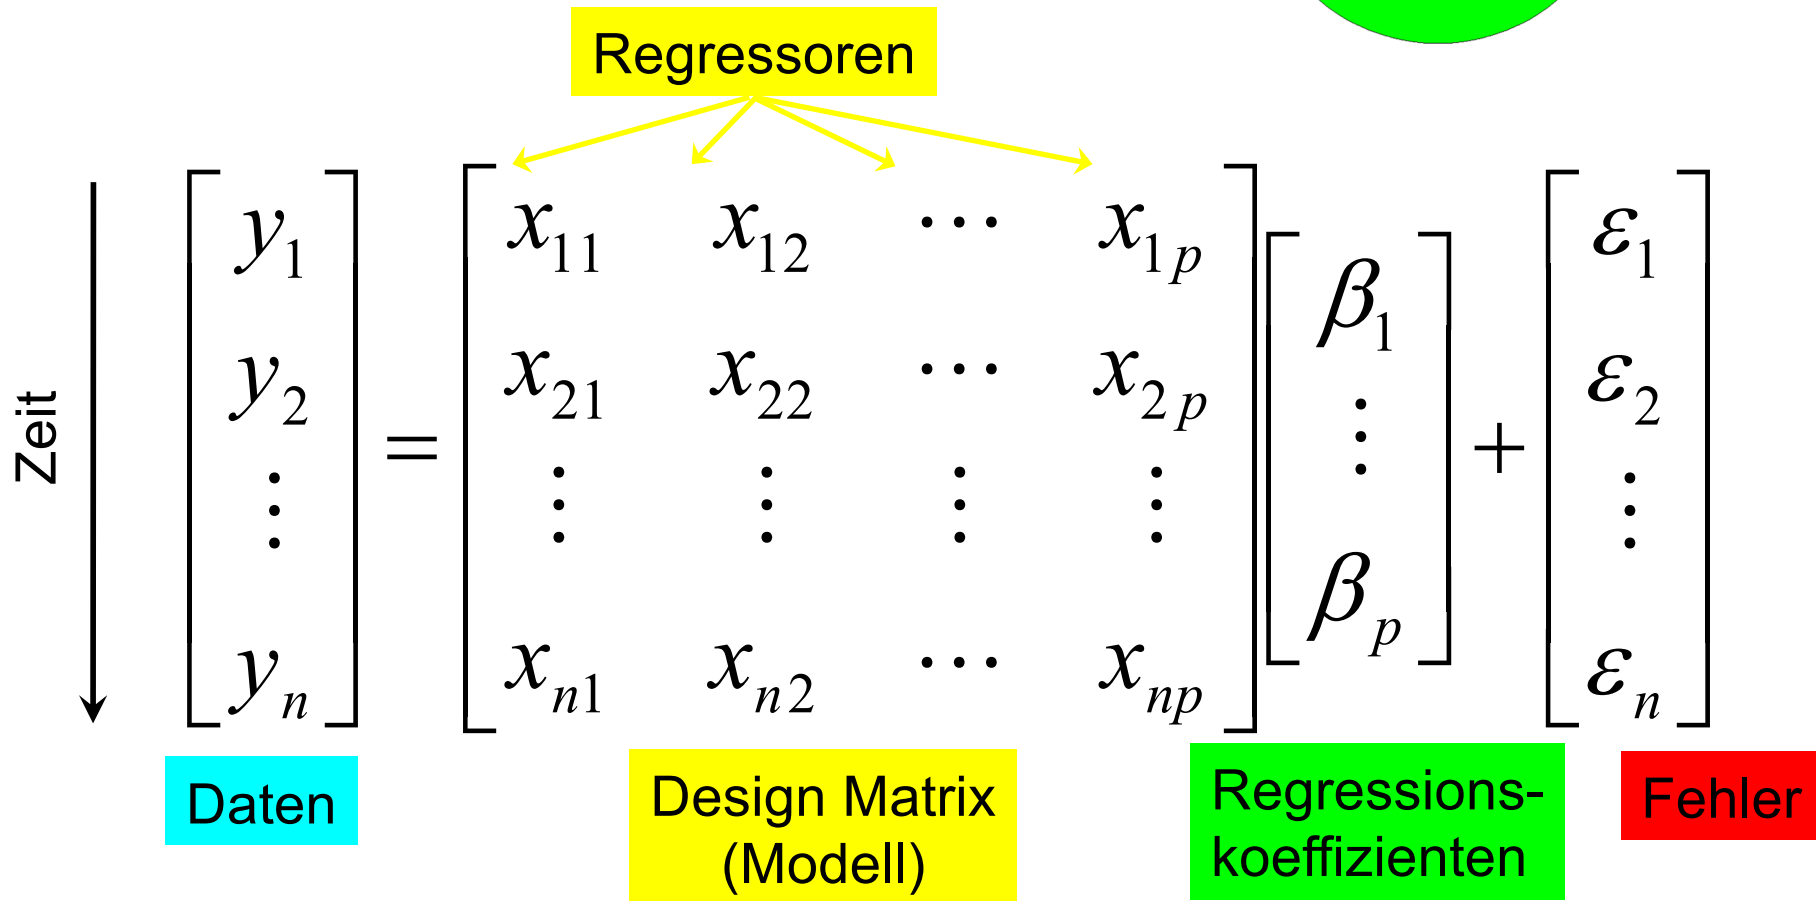 Regressoren
Zeit
y₁ x₁₁ x₁₂ ⋯ x₁ₚ β₁ ε₁
y₂ x₂₁ x₂₂ ⋯ x₂ₚ ε₂
⋮ = ⋮ ⋮ ⋮ ⋮ ⋮ + ⋮
yₙ xₙ₁ xₙ₂ ⋯ xₙₚ βₚ εₙ
Daten
Design Matrix
(Modell)
Regressions-
koeffizienten
Fehler